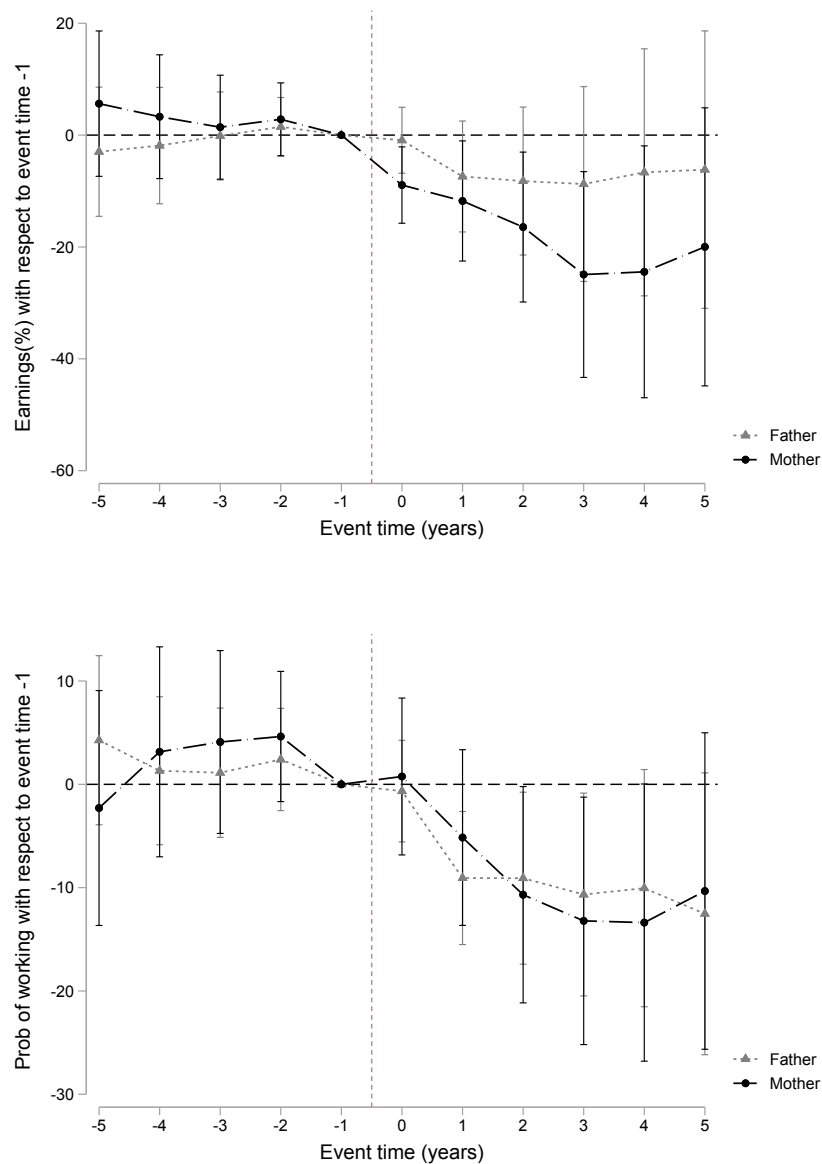 Earnings(%) with respect to event time -1
20
0
-20
-40
-60
-5 -4 -3 -2 -1 0 1 2 3 4 5
Event time (years)
Father
Mother
Prob of working with respect to event time -1
10
0
-10
-20
-30
-5 -4 -3 -2 -1 0 1 2 3 4 5
Event time (years)
Father
Mother